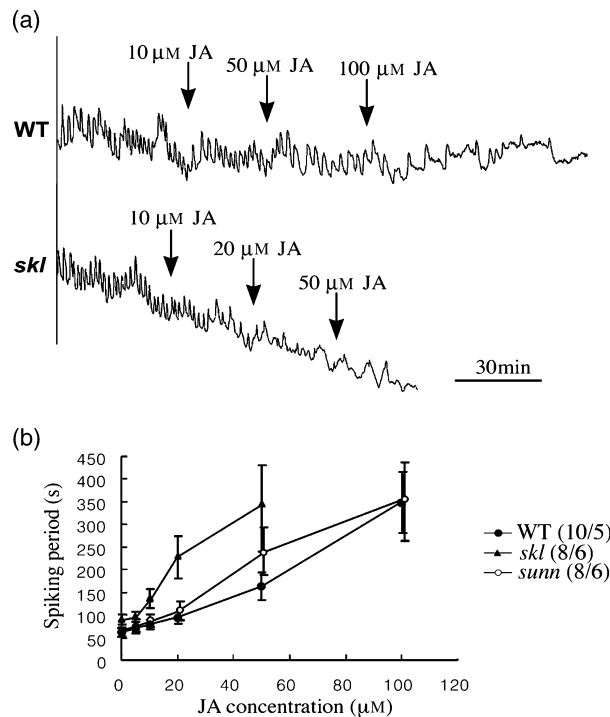 (a)
10 µM JA
50 µM JA
100 µM JA
WT
10 µM JA
20 µM JA
skl
50 µM JA
30min
(b)
450
400
350
300
250
200
150
100
50
0
Spiking period (s)
0 20 40 60 80 100 120
JA concentration (µM)
WT (10/5)
skl (8/6)
sunn (8/6)